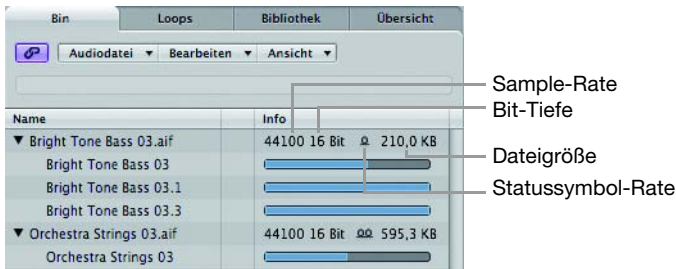 Bin Loops Bibliothek Übersicht
Audiodatei Bearbeiten Ansicht
Name Info
Bright Tone Bass 03.aif 44100 16 Bit 210,0 KB
Bright Tone Bass 03
Bright Tone Bass 03.1
Bright Tone Bass 03.3
Orchestra Strings 03.aif 44100 16 Bit 595,3 KB
Orchestra Strings 03
Sample-Rate
Bit-Tiefe
Dateigröße
Statussymbol-Rate